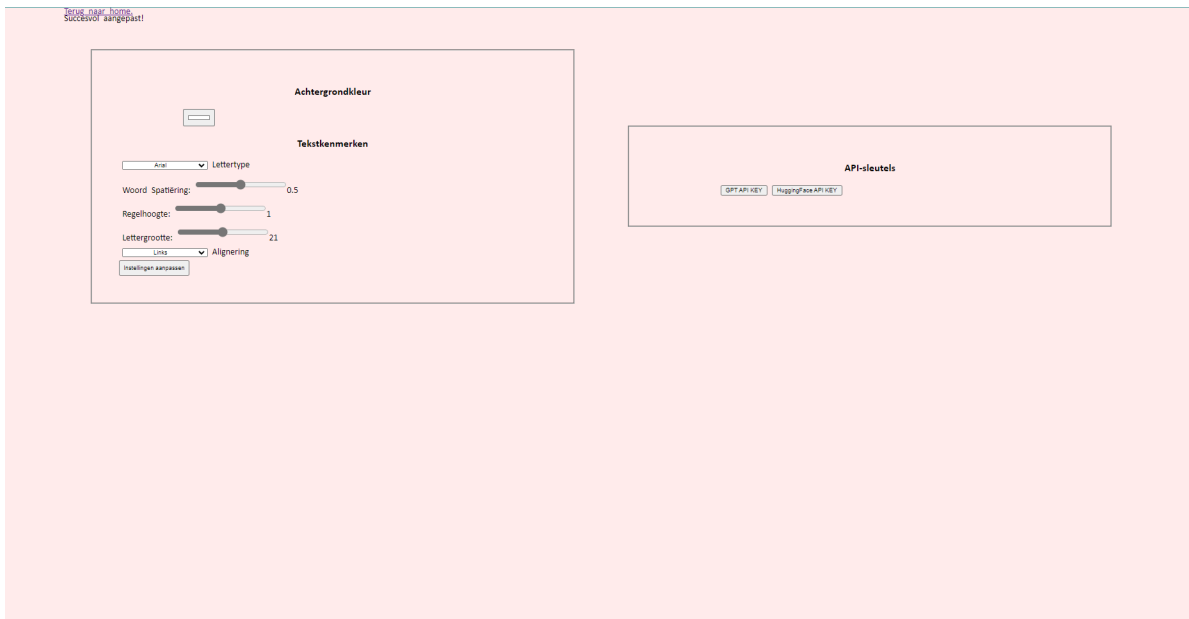 Terug naar home.
Succesvol aangepast!
Achtergrondkleur
Tekstkenmerken
Arial Lettertype
Woord Spatiëring: 0.5
Regelhoogte: 1
Lettergrootte: 21
Links Alignering
Instellingen aanpassen
API-sleutels
GPT API KEY HuggingFace API KEY